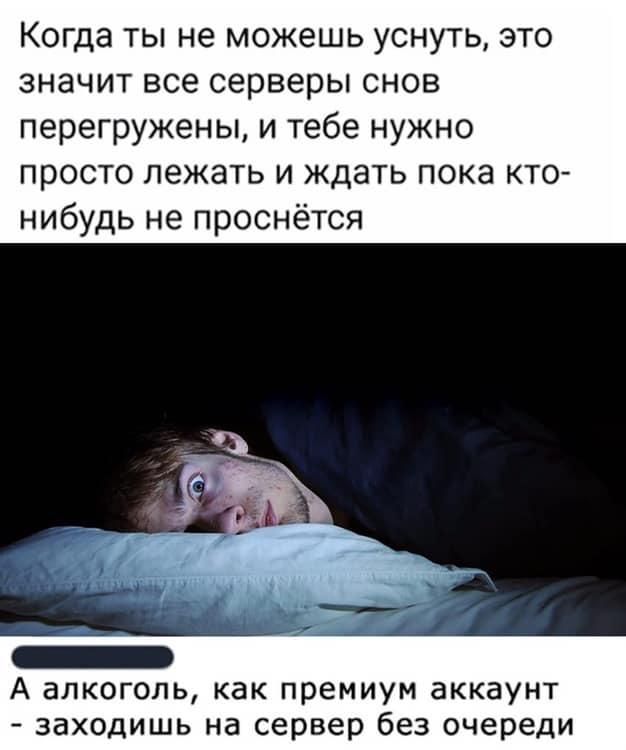 Когда ты не можешь уснуть, это
значит все серверы снов
перегружены, и тебе нужно
просто лежать и ждать пока кто-
нибудь не проснётся
А алкоголь, как премиум аккаунт
- заходишь на сервер без очереди